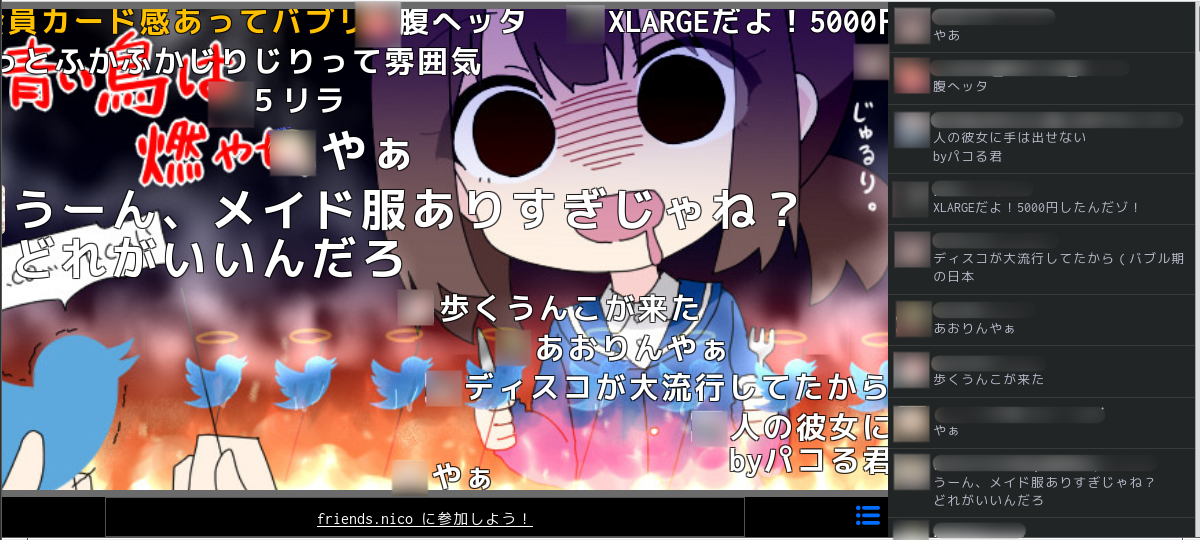 員カード感あってバブリ
腹ヘッタ
XLARGEだよ！5000円
っとふかふかじりじりって雰囲気
青い鳥は
5リラ
燃やせ
やぁ
じゅるり。
うーん、メイド服ありすぎじゃね？
どれがいいんだろ
歩くうんこが来た
あおりんやぁ
ディスコが大流行してたから
人の彼女に
byパコる君
やぁ
friends.nico に参加しよう！
やあ
腹ヘッタ
人の彼女に手は出せない
byパコる君
XLARGEだよ！5000円したんだゾ！
ディスコが大流行してたから(バブル期
の日本
あおりんやぁ
歩くうんこが来た
やぁ
うーん、メイド服ありすぎじゃね？
どれがいいんだろ